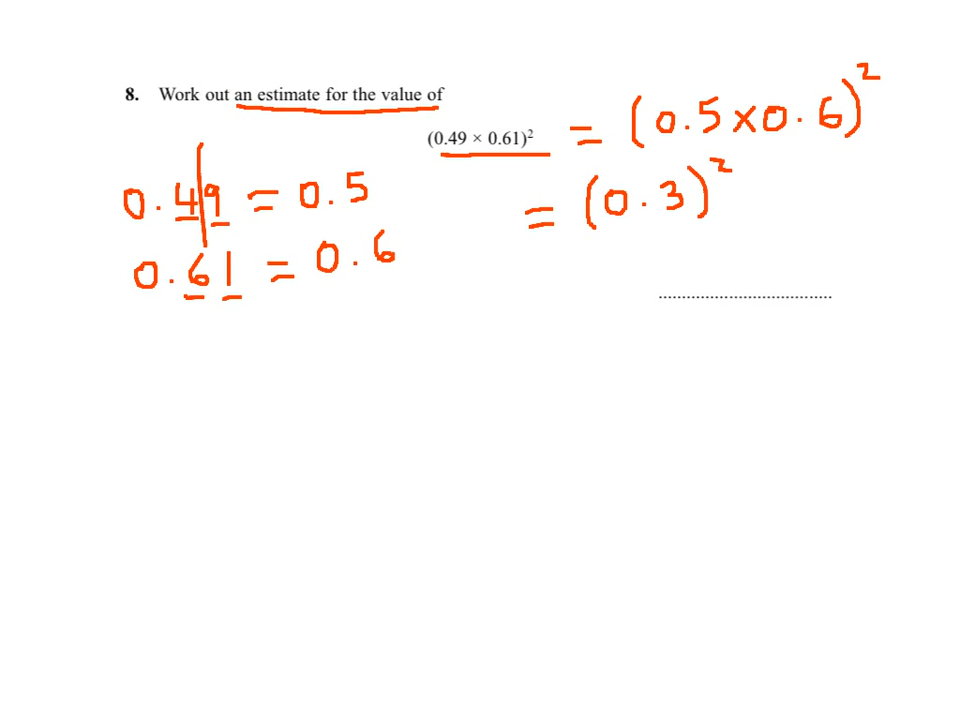 8. Work out an estimate for the value of
(0.49 × 0.61)² = (0.5×0.6)²
0.49 = 0.5
= (0.3)²
0.61 = 0.6
....................................